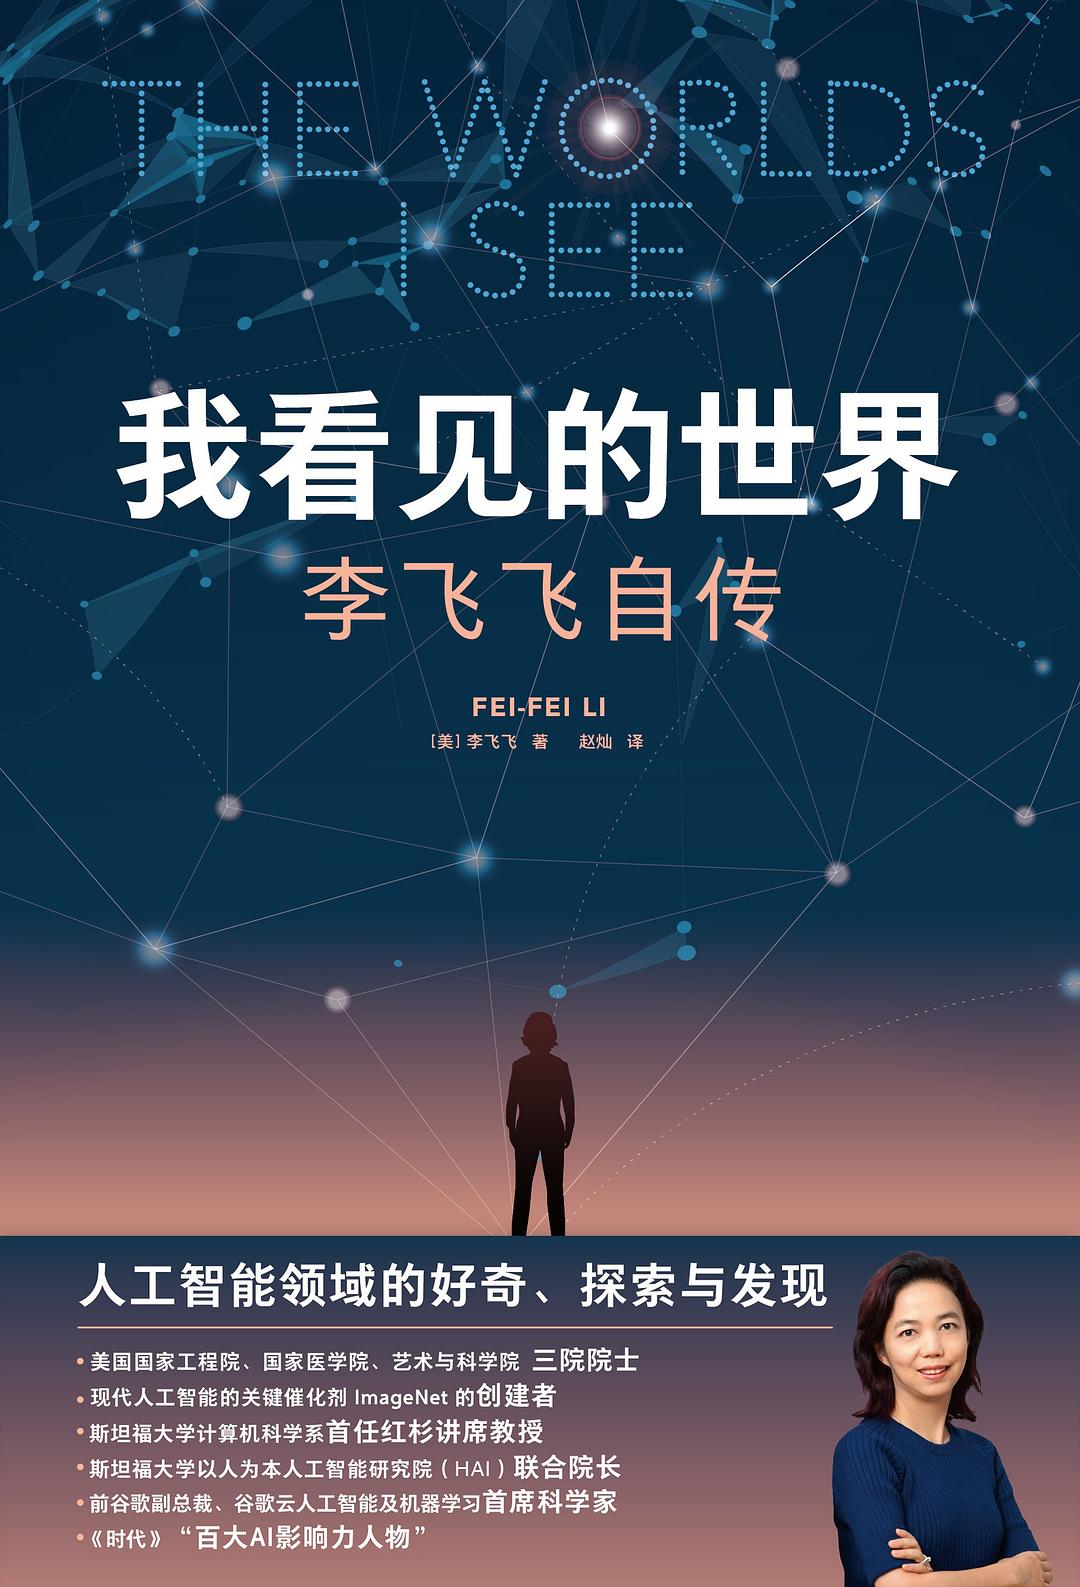 THE WORLDS
I SEE
我看见的世界
李飞飞自传
FEI-FEI LI
[美] 李飞飞 著 赵灿 译
人工智能领域的好奇、探索与发现
• 美国国家工程院、国家医学院、艺术与科学院 三院院士
• 现代人工智能的关键催化剂 ImageNet 的创建者
• 斯坦福大学计算机科学系首任红杉讲席教授
• 斯坦福大学以人为本人工智能研究院（HAI）联合院长
• 前谷歌副总裁、谷歌云人工智能及机器学习首席科学家
• 《时代》“百大AI影响力人物”